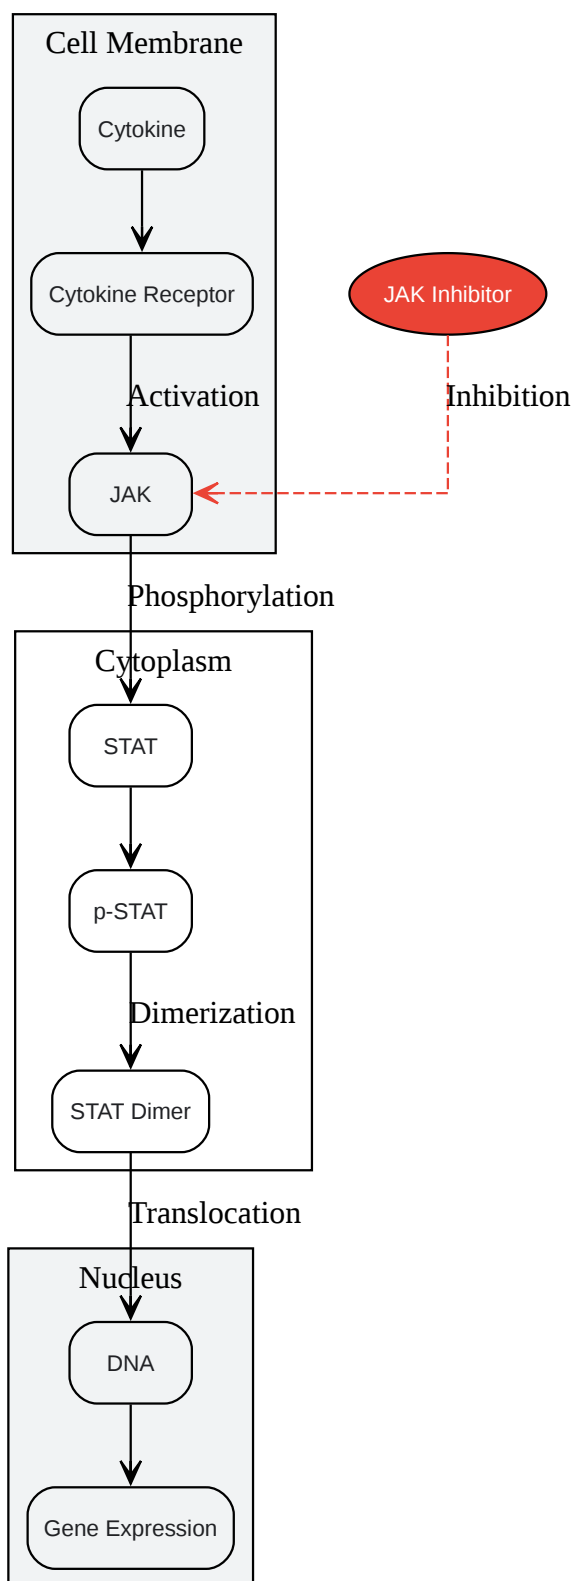 Cell Membrane
Cytokine
Cytokine Receptor
JAK Inhibitor
Activation
Inhibition
JAK
Phosphorylation
Cytoplasm
STAT
p-STAT
Dimerization
STAT Dimer
Translocation
Nucleus
DNA
Gene Expression